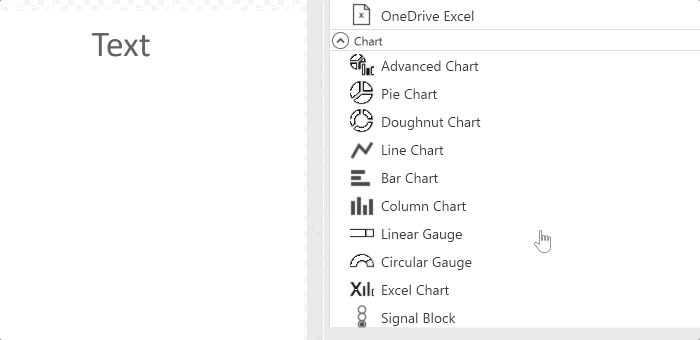 Text
OneDrive Excel
Chart
Advanced Chart
Pie Chart
Doughnut Chart
Line Chart
Bar Chart
Column Chart
Linear Gauge
Circular Gauge
Excel Chart
Signal Block